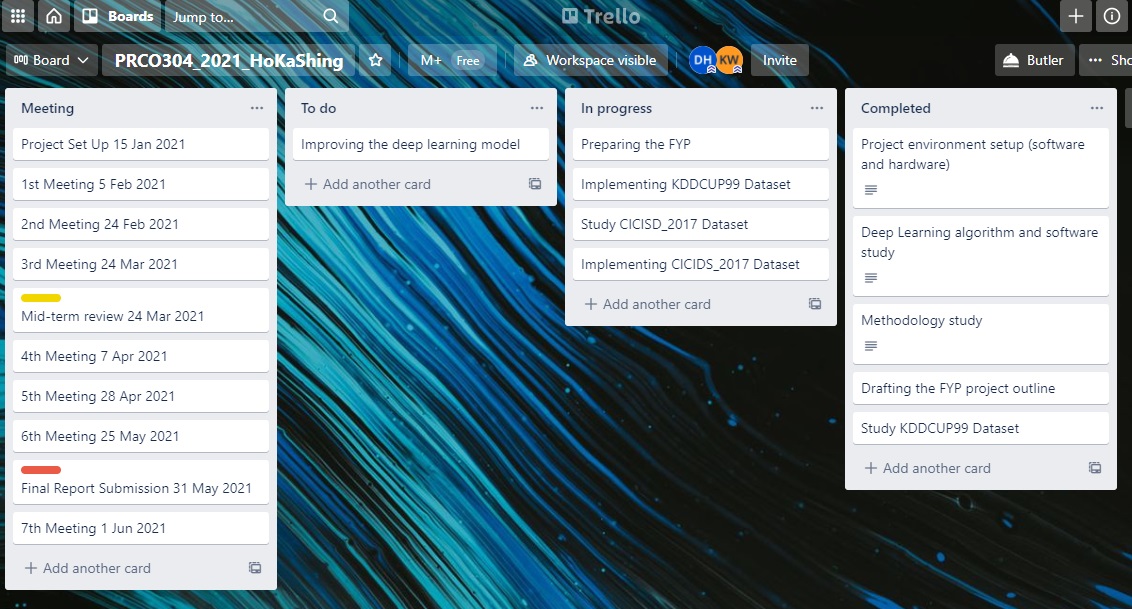 Boards
Jump to...
Trello
Board
PRCO304_2021_HoKaShing
M+ Free
Workspace visible
DH
KW
Invite
Butler
Sho
Meeting
Project Set Up 15 Jan 2021
1st Meeting 5 Feb 2021
2nd Meeting 24 Feb 2021
3rd Meeting 24 Mar 2021
Mid-term review 24 Mar 2021
4th Meeting 7 Apr 2021
5th Meeting 28 Apr 2021
6th Meeting 25 May 2021
Final Report Submission 31 May 2021
7th Meeting 1 Jun 2021
Add another card
To do
Improving the deep learning model
Add another card
In progress
Preparing the FYP
Implementing KDDCUP99 Dataset
Study CICISD_2017 Dataset
Implementing CICIDS_2017 Dataset
Add another card
Completed
Project environment setup (software
and hardware)
Deep Learning algorithm and software
study
Methodology study
Drafting the FYP project outline
Study KDDCUP99 Dataset
Add another card